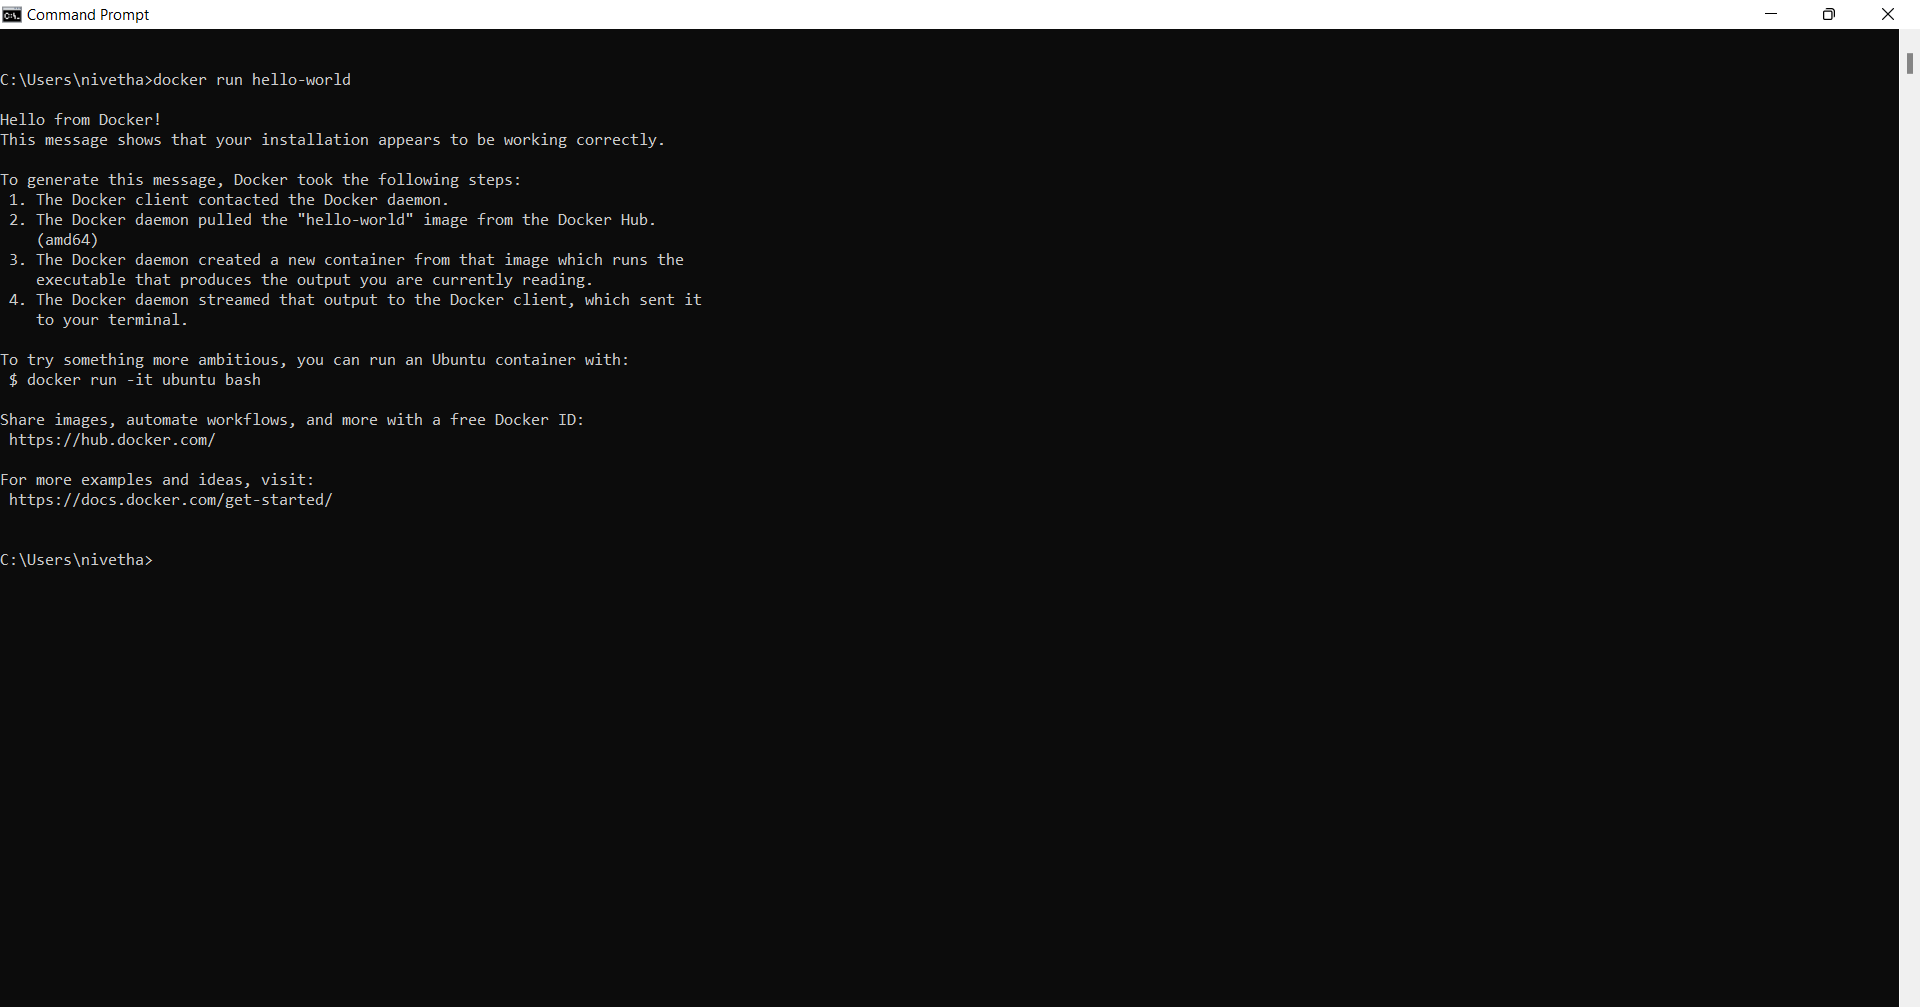 Command Prompt
C:\Users\nivetha>docker run hello-world
Hello from Docker!
This message shows that your installation appears to be working correctly.
To generate this message, Docker took the following steps:
1. The Docker client contacted the Docker daemon.
2. The Docker daemon pulled the "hello-world" image from the Docker Hub.
(amd64)
3. The Docker daemon created a new container from that image which runs the
executable that produces the output you are currently reading.
4. The Docker daemon streamed that output to the Docker client, which sent it
to your terminal.
To try something more ambitious, you can run an Ubuntu container with:
$ docker run -it ubuntu bash
Share images, automate workflows, and more with a free Docker ID:
https://hub.docker.com/
For more examples and ideas, visit:
https://docs.docker.com/get-started/
C:\Users\nivetha>